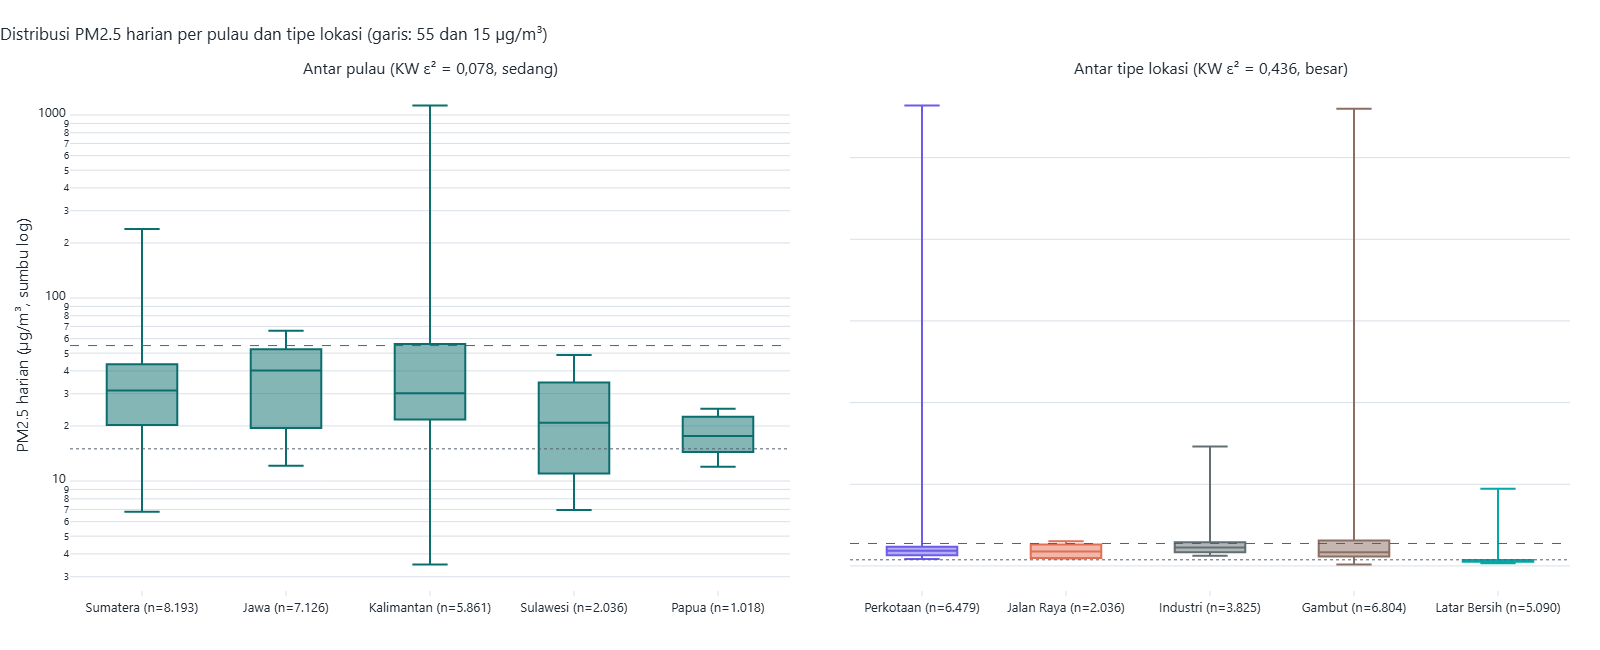 Distribusi PM2.5 harian per pulau dan tipe lokasi (garis: 55 dan 15 µg/m³)
Antar pulau (KW ε² = 0,078, sedang)
Antar tipe lokasi (KW ε² = 0,436, besar)
PM2.5 harian (µg/m³, sumbu log)
1000
9
8
7
6
5
4
3
2
100
9
8
7
6
5
4
3
2
10
9
8
7
6
5
4
3
Sumatera (n=8.193)
Jawa (n=7.126)
Kalimantan (n=5.861)
Sulawesi (n=2.036)
Papua (n=1.018)
Perkotaan (n=6.479)
Jalan Raya (n=2.036)
Industri (n=3.825)
Gambut (n=6.804)
Latar Bersih (n=5.090)